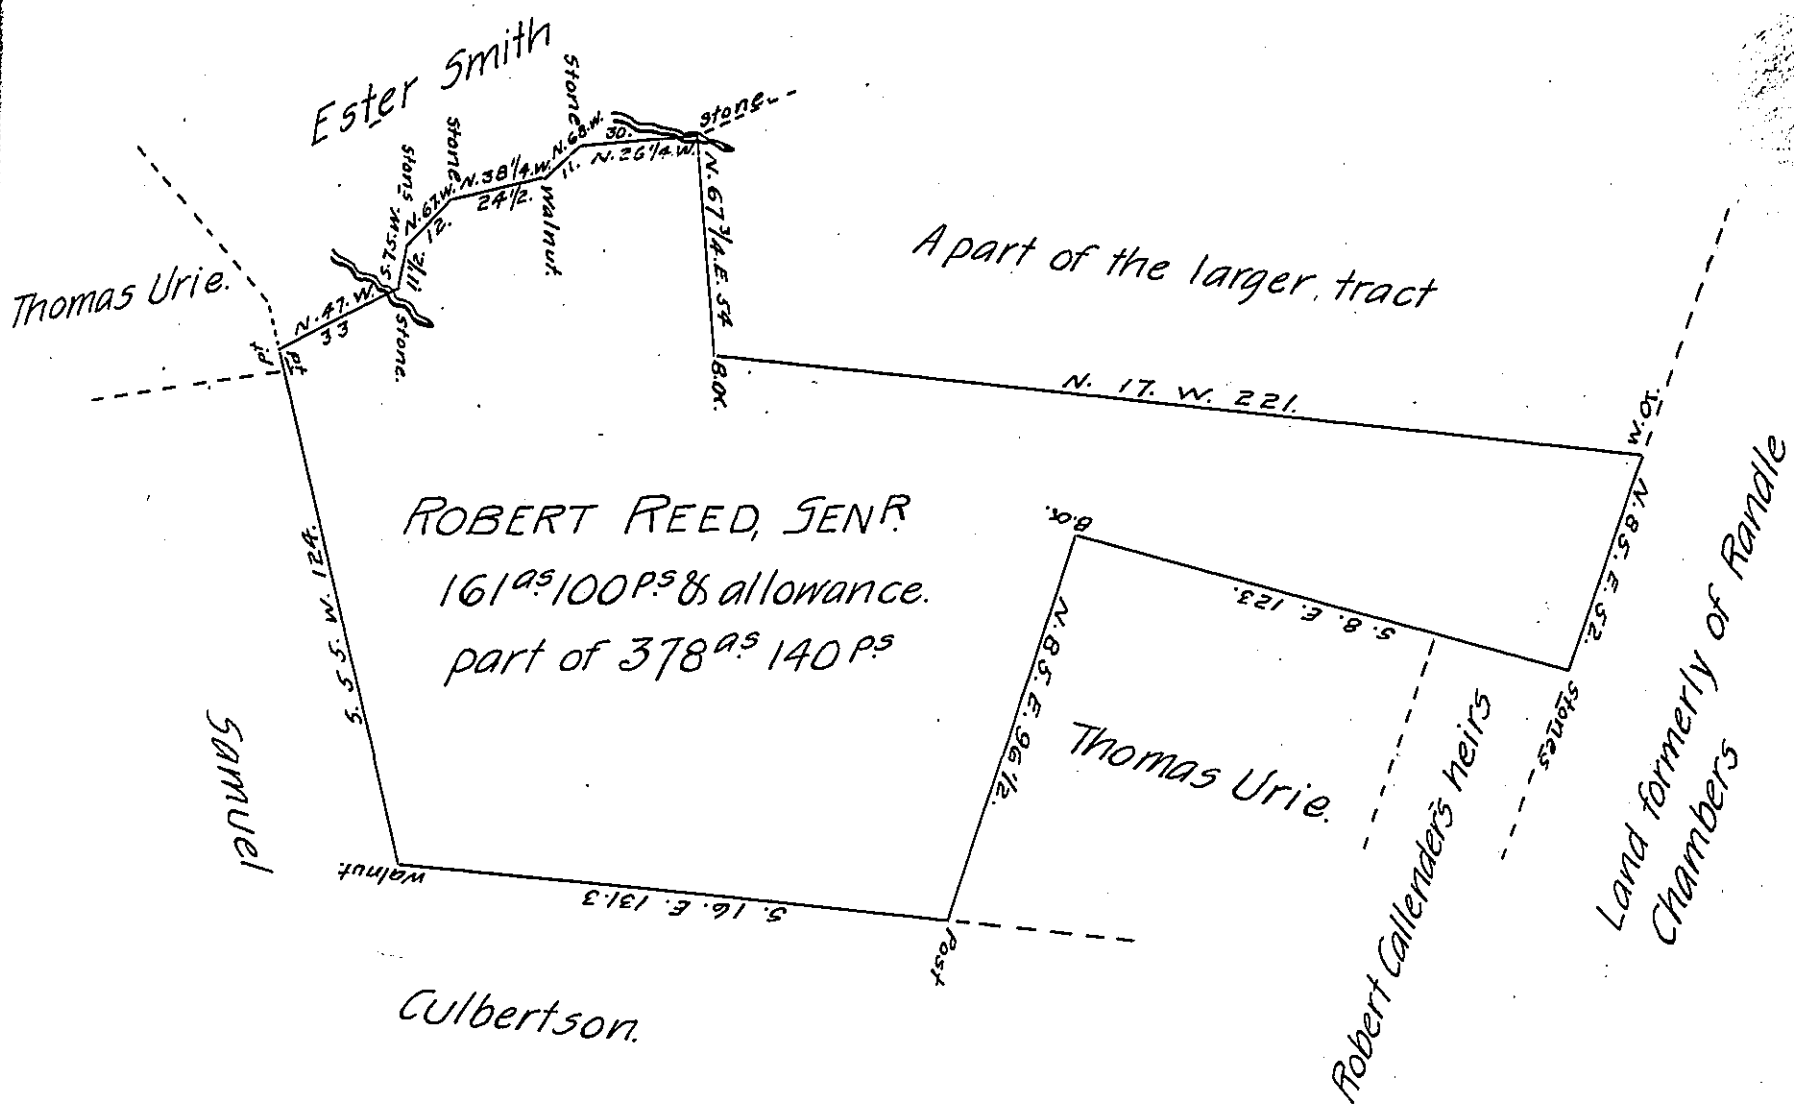 Ester Smith
Stone
Stone
Stone
stons
stone
N. 68. W.
11.
30.
N. 26 1/4. W.
N. 38 1/4. W.
24 1/2.
Walnut.
N. 67. W.
12.
S. 75. W.
11 1/2
Stone.
N. 47. W.
33
Thomas Urie.
pt
N. 67 3/4. E. 54
B.O.
A part of the larger tract
N. 17. W. 221.
W.O.
N. 85. E. 52.
Land formerly of Randle
Chambers
ROBERT REED, SENR.
161as. 100ps. & allowance.
part of 378as. 140ps
S. 55. W. 124.
B.O.
S. 8. E. 123.
Stones
N. 85. E. 96 1/2.
Thomas Urie.
Robert Callender's heirs
Samuel
Walnut.
S. 16. E. 131.3
Post
Culbertson.